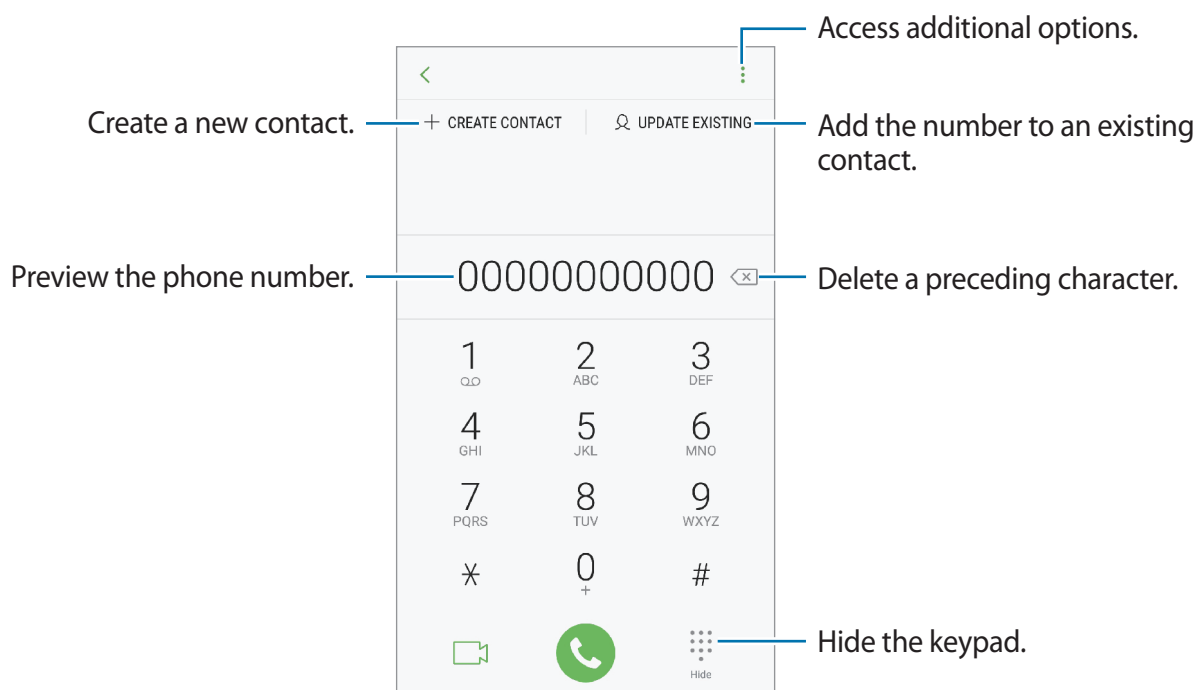 Access additional options.
Create a new contact.
+ CREATE CONTACT
UPDATE EXISTING
Add the number to an existing
contact.
Preview the phone number.
00000000000
Delete a preceding character.
1 2 3
ABC DEF
4 5 6
GHI JKL MNO
7 8 9
PQRS TUV WXYZ
* 0 #
+
Hide the keypad.
Hide